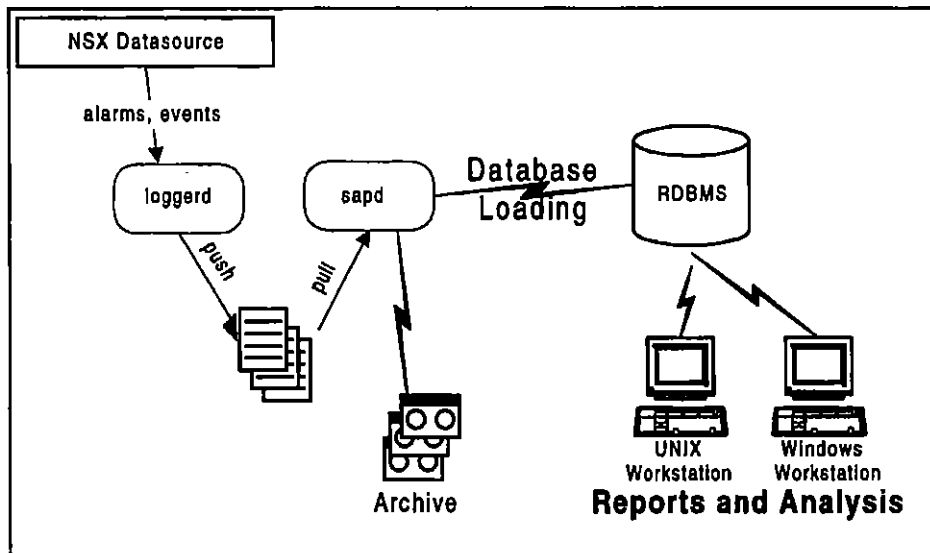 NSX Datasource
alarms, events
loggerd
sapd
Database
Loading
RDBMS
push
pull
Archive
UNIX
Workstation
Windows
Workstation
Reports and Analysis